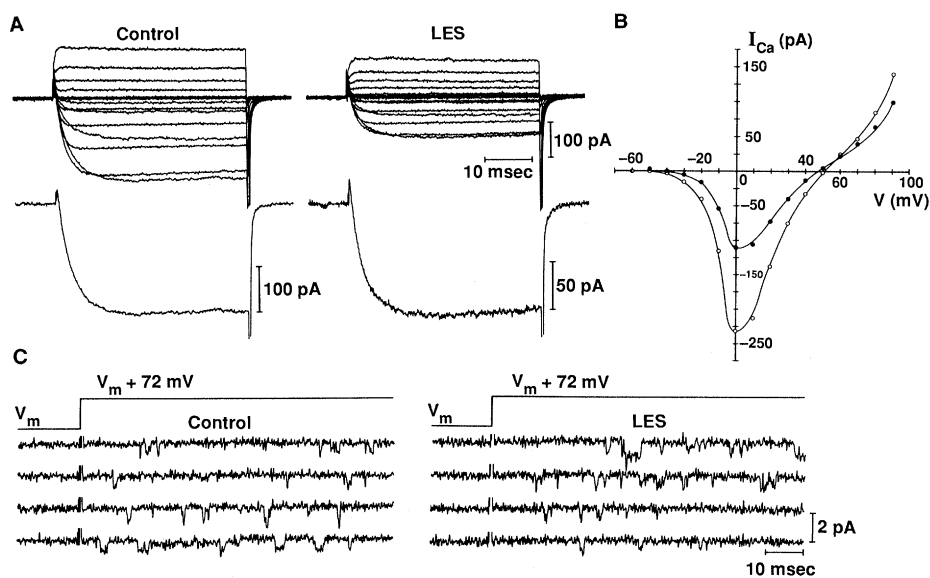 A
Control
LES
100 pA
10 msec
100 pA
50 pA
B
I_Ca (pA)
150
50
−60
−20
0
40
60
100
V (mV)
−50
−150
−250
C
V_m + 72 mV
V_m
Control
V_m + 72 mV
V_m
LES
2 pA
10 msec